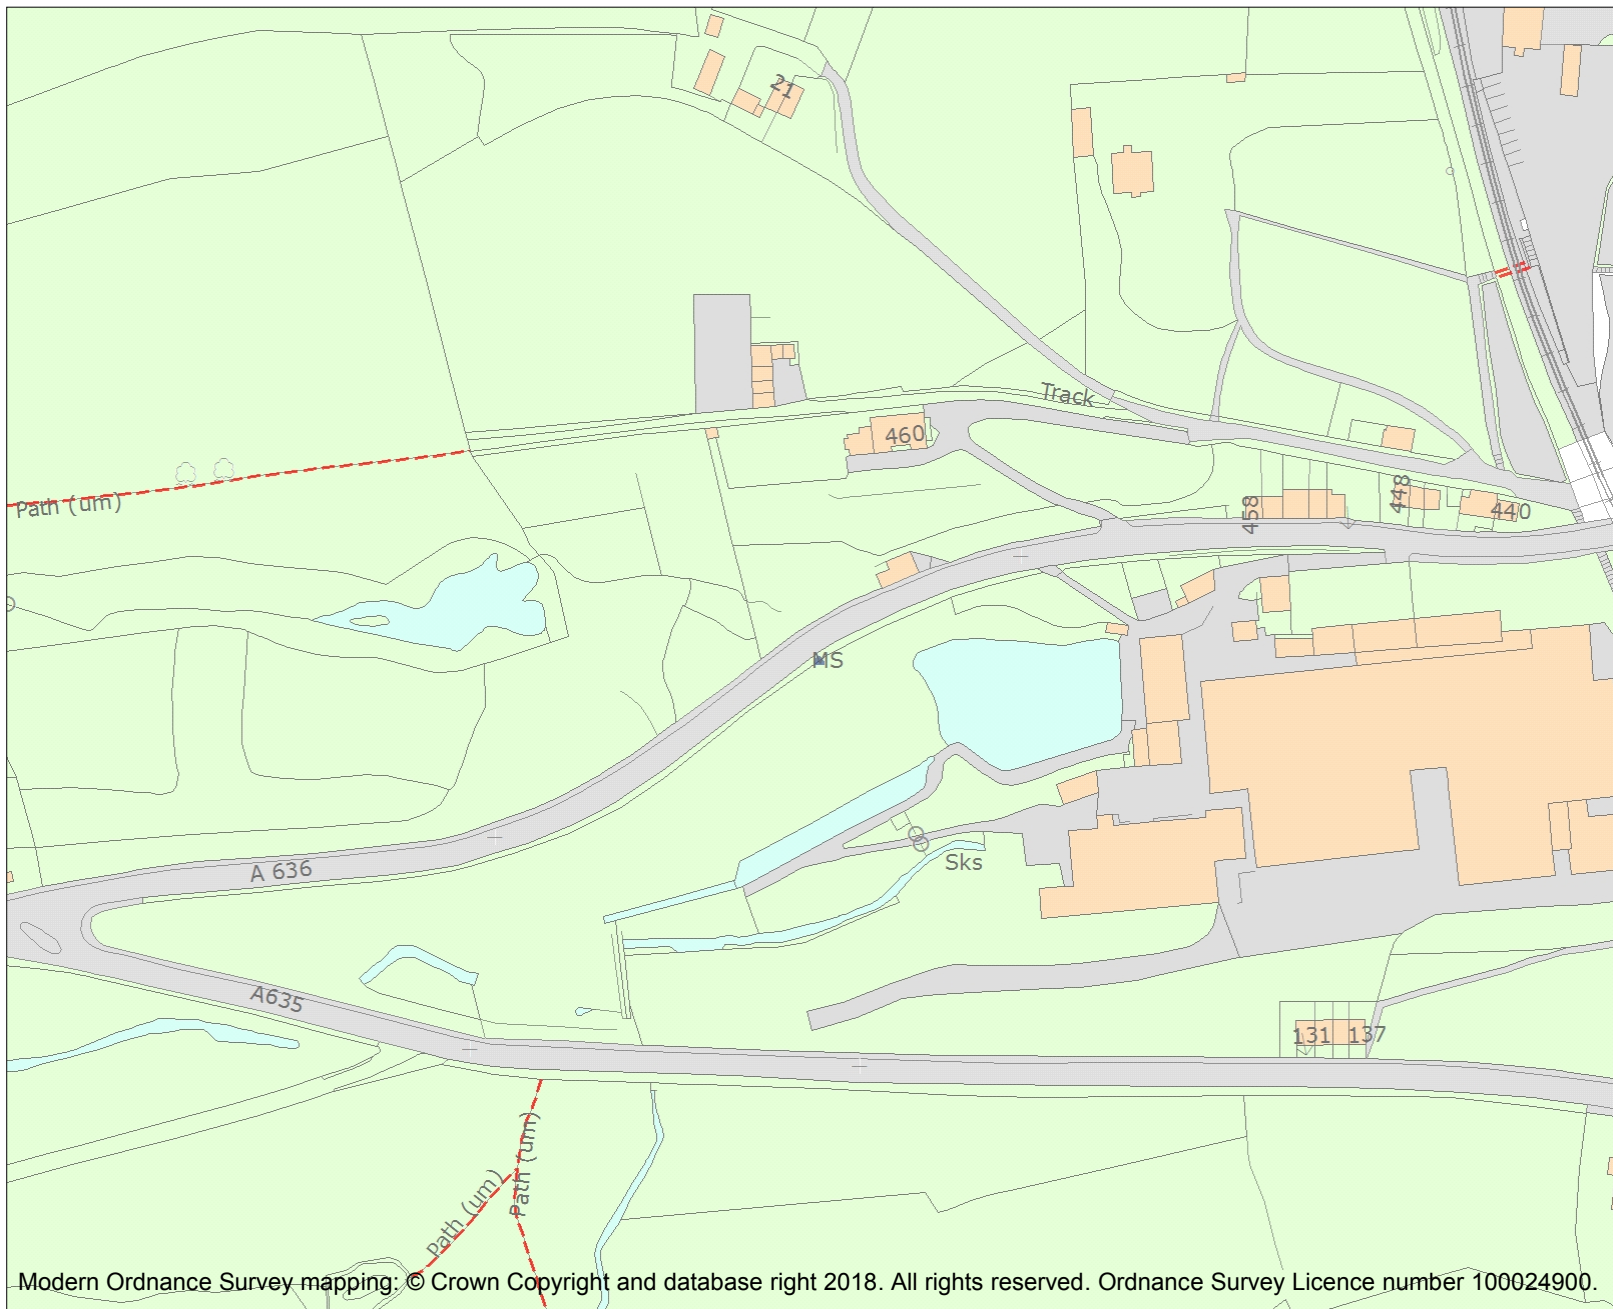 21
Track
460
458
448
440
Path (um)
MS
A 636
Sks
A635
131
137
Path (um)
Path (um)
Modern Ordnance Survey mapping: © Crown Copyright and database right 2018. All rights reserved. Ordnance Survey Licence number 100024900.